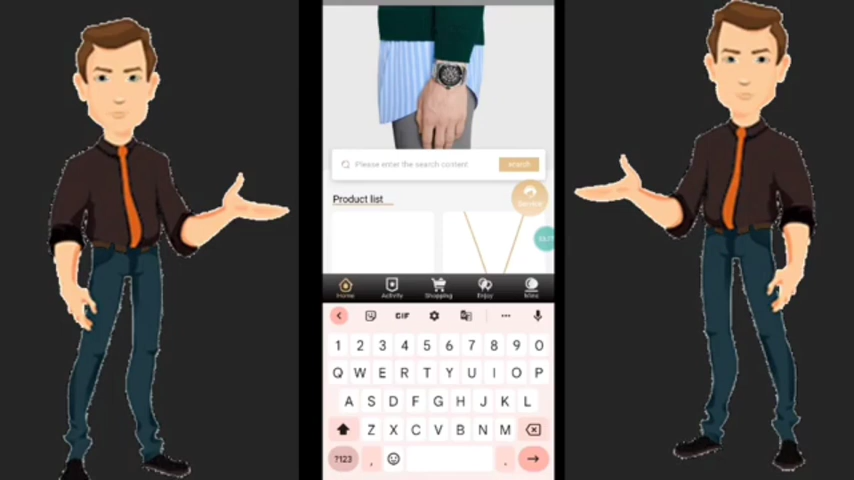 Please enter the search content
search
Product list
Service
Home Activity Shopping Enjoy Mine
GIF
1 2 3 4 5 6 7 8 9 0
Q W E R T Y U I O P
A S D F G H J K L
Z X C V B N M
?123 , .